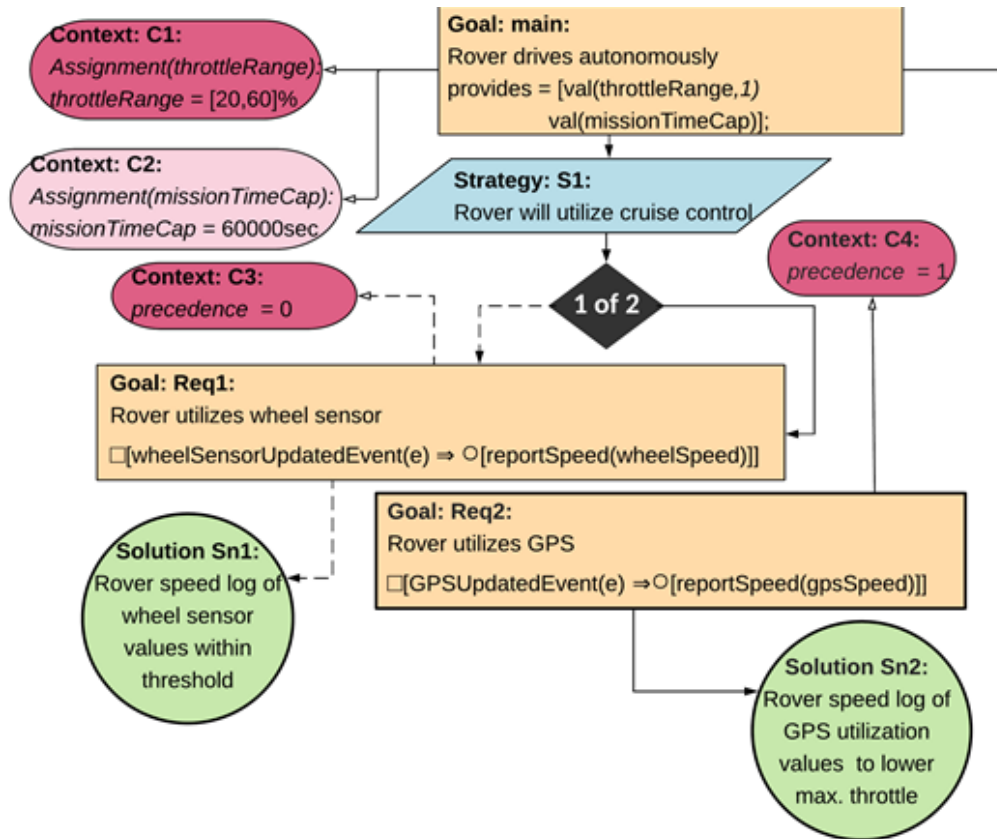 Goal: main:
Rover drives autonomously
provides = [val(throttleRange,1)
val(missionTimeCap)];
Context: C1:
Assignment(throttleRange):
throttleRange = [20,60]%
Context: C2:
Assignment(missionTimeCap):
missionTimeCap = 60000sec
Strategy: S1:
Rover will utilize cruise control
Context: C4:
precedence = 1
Context: C3:
precedence = 0
1 of 2
Goal: Req1:
Rover utilizes wheel sensor
□[wheelSensorUpdatedEvent(e) ⇒ ○[reportSpeed(wheelSpeed)]]
Goal: Req2:
Rover utilizes GPS
□[GPSUpdatedEvent(e) ⇒○[reportSpeed(gpsSpeed)]]
Solution Sn1:
Rover speed log of
wheel sensor
values within
threshold
Solution Sn2:
Rover speed log of
GPS utilization
values to lower
max. throttle